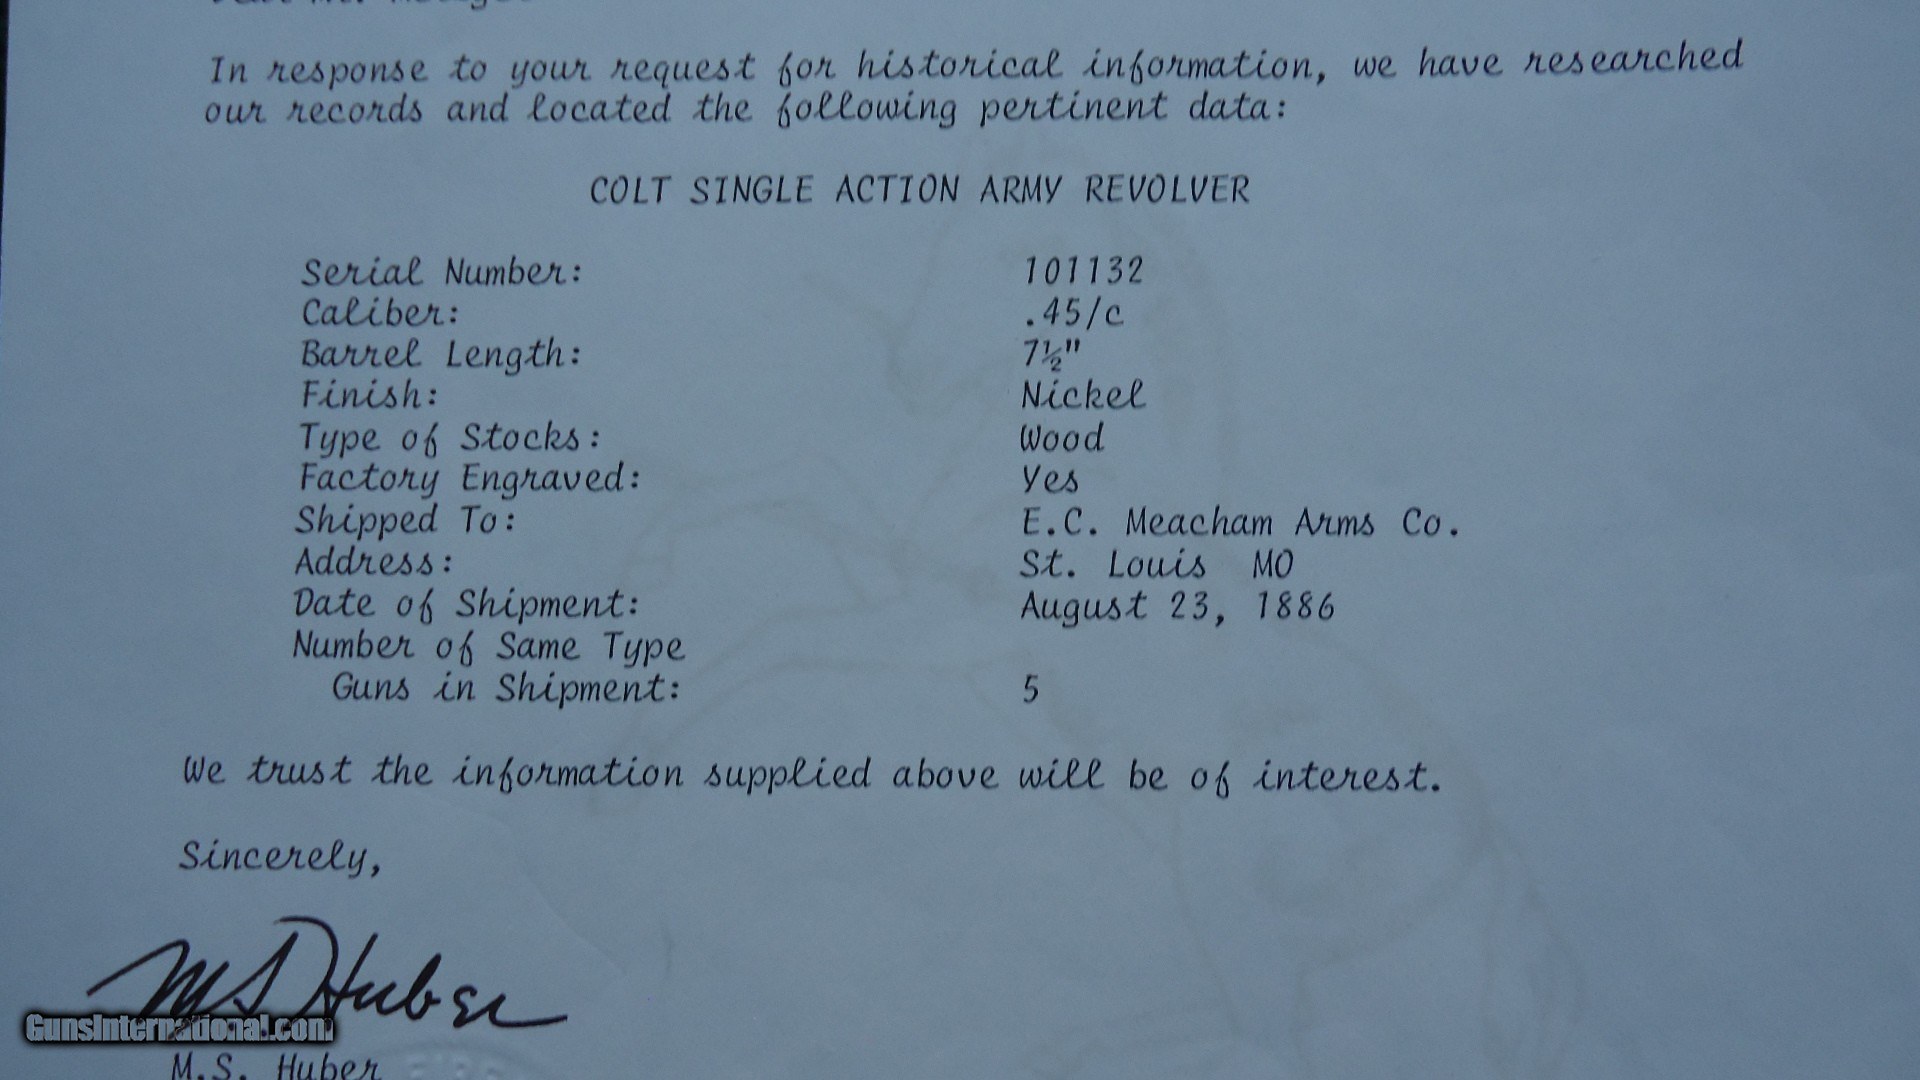 In response to your request for historical information, we have researched
our records and located the following pertinent data:
COLT SINGLE ACTION ARMY REVOLVER
Serial Number: 101132
Caliber: .45/c
Barrel Length: 7½"
Finish: Nickel
Type of Stocks: Wood
Factory Engraved: Yes
Shipped To: E.C. Meacham Arms Co.
Address: St. Louis MO
Date of Shipment: August 23, 1886
Number of Same Type
Guns in Shipment: 5
We trust the information supplied above will be of interest.
Sincerely,
MS Huber
GunsInternational.com
M.S. Huber